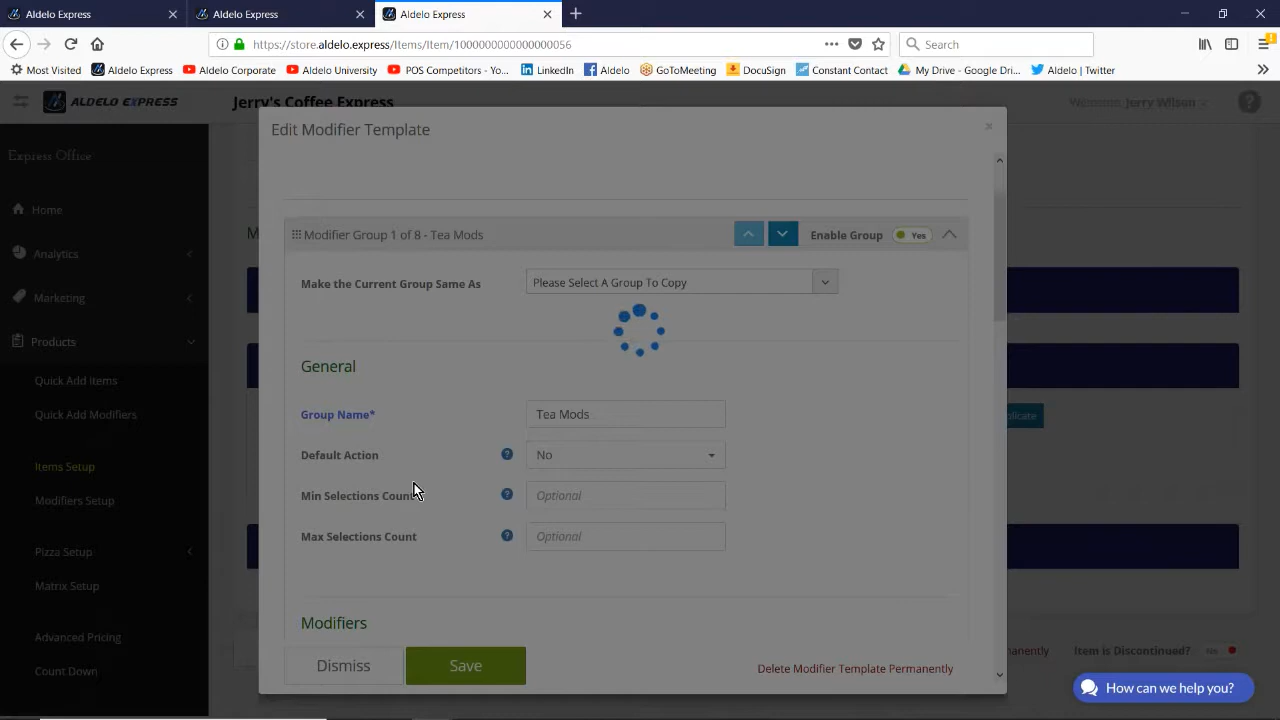 Aldelo Express
Aldelo Express
Aldelo Express
https://store.aldelo.express/Items/Item/1000000000000000056
Search
Most Visited
Aldelo Express
Aldelo Corporate
Aldelo University
POS Competitors - Yo...
LinkedIn
Aldelo
GoToMeeting
DocuSign
Constant Contact
My Drive - Google Dri...
Aldelo | Twitter
ALDELO EXPRESS
Jerry's Coffee Express
Welcome, Jerry Wilson
Express Office
Home
Analytics
Marketing
Products
Quick Add Items
Quick Add Modifiers
Items Setup
Modifiers Setup
Pizza Setup
Matrix Setup
Advanced Pricing
Count Down
Edit Modifier Template
Modifier Group 1 of 8 - Tea Mods
Enable Group
Yes
Make the Current Group Same As
Please Select A Group To Copy
General
Group Name*
Tea Mods
Default Action
No
Min Selections Count
Optional
Max Selections Count
Optional
Modifiers
Dismiss
Save
Delete Modifier Template Permanently
Item is Discontinued?
No
How can we help you?